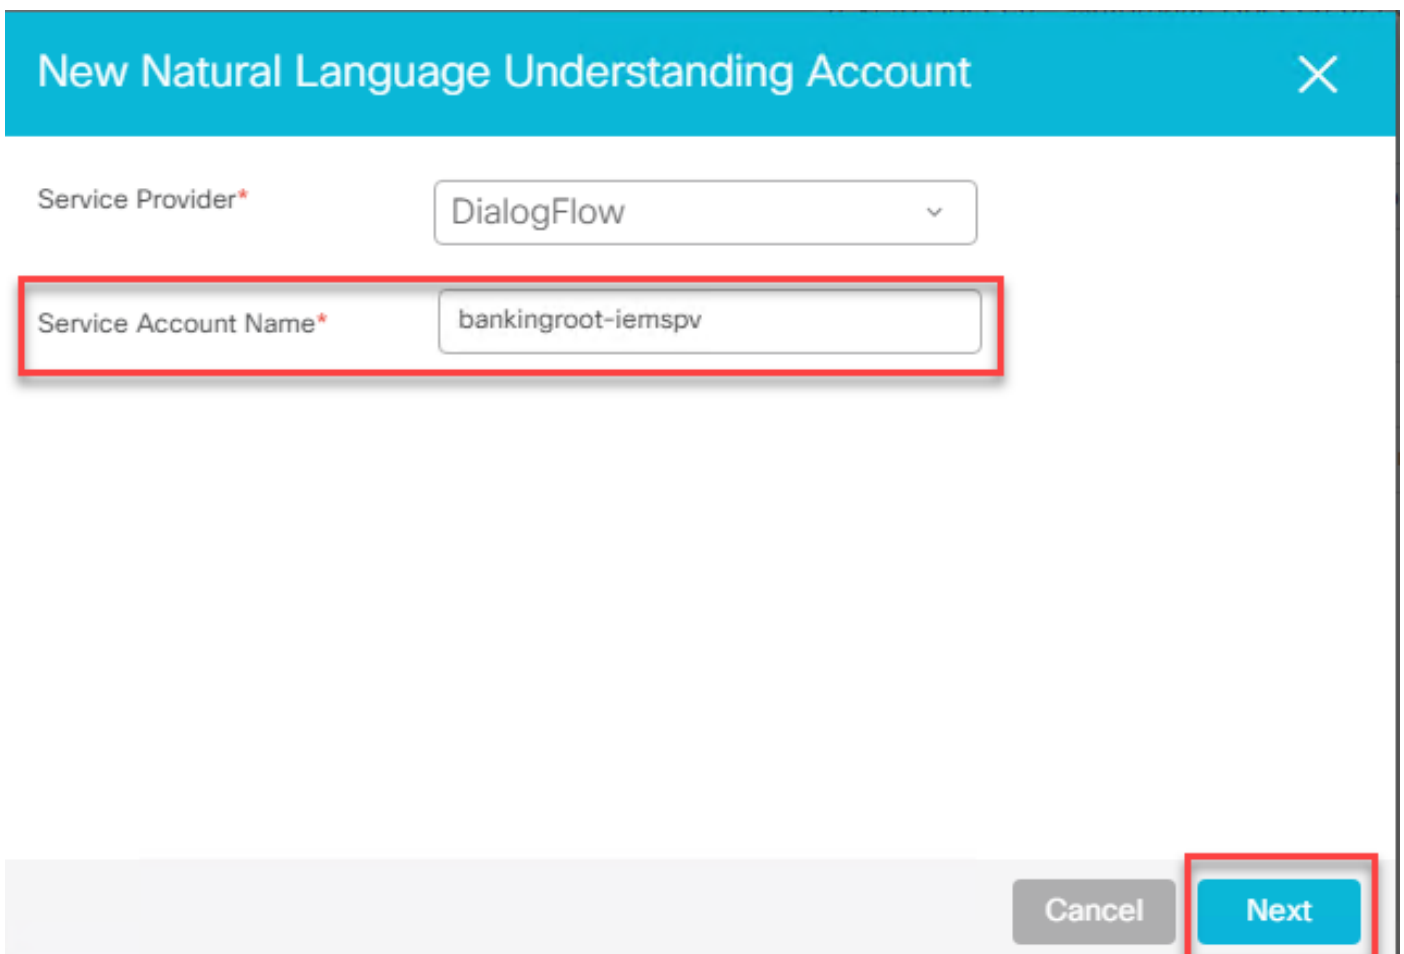 New Natural Language Understanding Account
Service Provider*
DialogFlow
Service Account Name*
bankingroot-iemspv
Cancel
Next